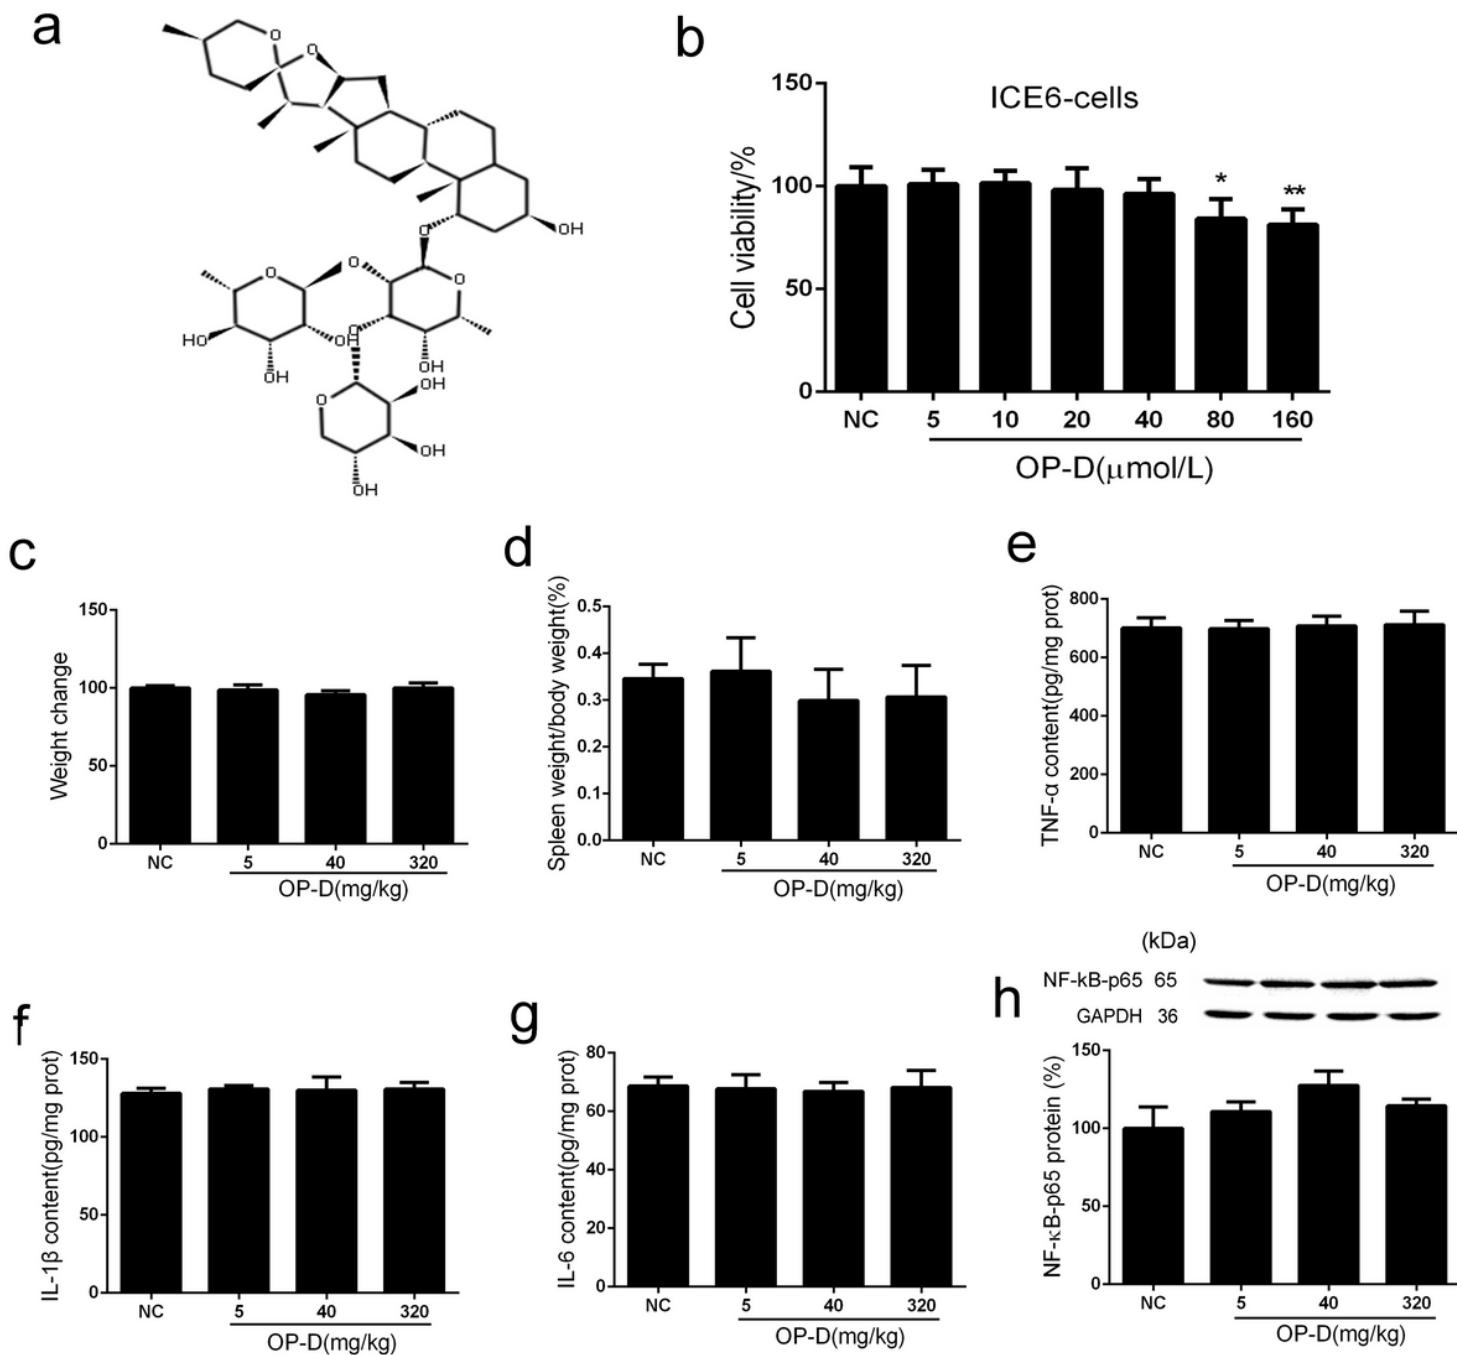 a
O
O
OH
O
O
O
O
O
HO
OH
OH
OH
OH
O
OH
OH
b
ICE6-cells
Cell viability/%
150
100
50
0
*
**
NC 5 10 20 40 80 160
OP-D(μmol/L)
c
Weight change
150
100
50
0
NC 5 40 320
OP-D(mg/kg)
d
Spleen weight/body weight(%)
0.5
0.4
0.3
0.2
0.1
0.0
NC 5 40 320
OP-D(mg/kg)
e
TNF-α content(pg/mg prot)
800
600
400
200
0
NC 5 40 320
OP-D(mg/kg)
f
IL-1β content(pg/mg prot)
150
100
50
0
NC 5 40 320
OP-D(mg/kg)
g
IL-6 content(pg/mg prot)
80
60
40
20
0
NC 5 40 320
OP-D(mg/kg)
h
(kDa)
NF-kB-p65 65
GAPDH 36
NF-κB-p65 protein (%)
150
100
50
0
NC 5 40 320
OP-D(mg/kg)